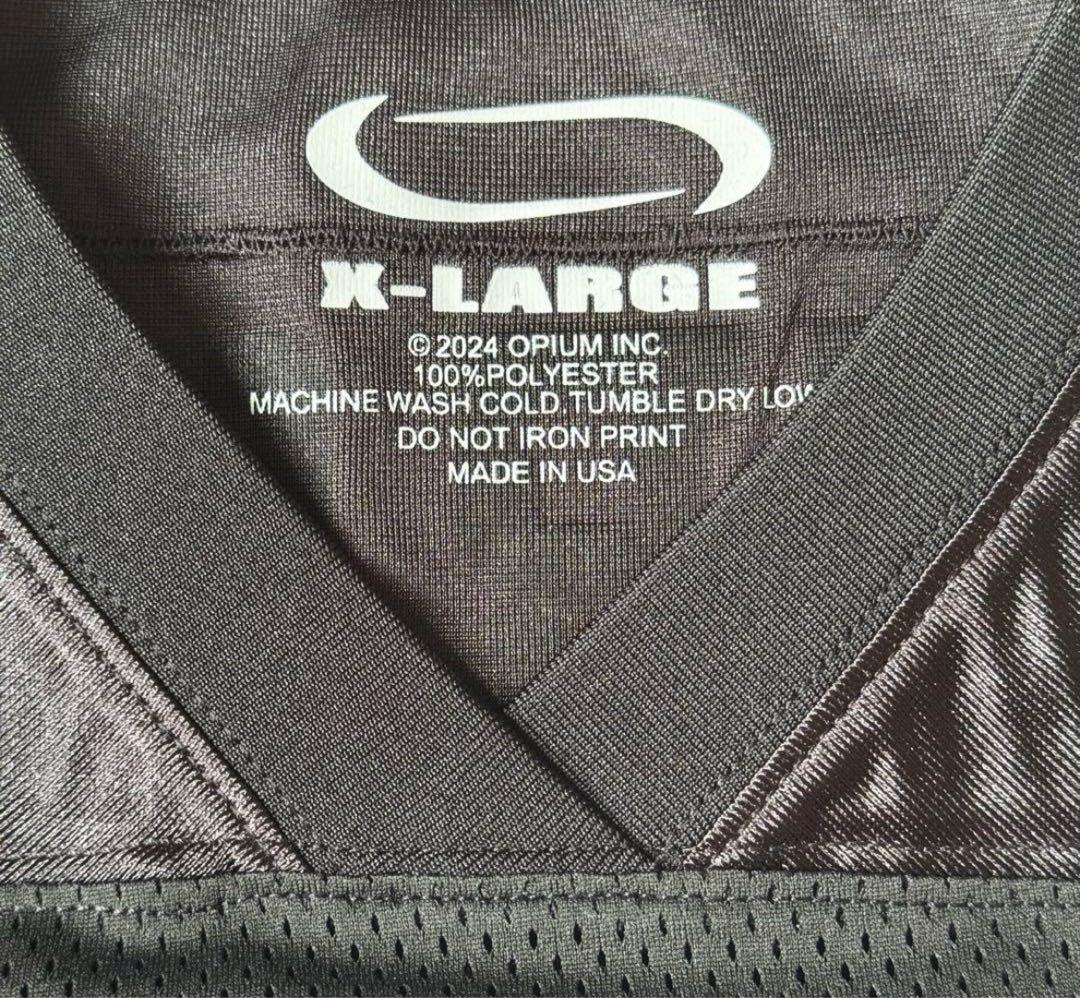 X-LARGE
© 2024 OPIUM INC.
100%POLYESTER
MACHINE WASH COLD.TUMBLE DRY LOW
DO NOT IRON PRINT
MADE IN USA